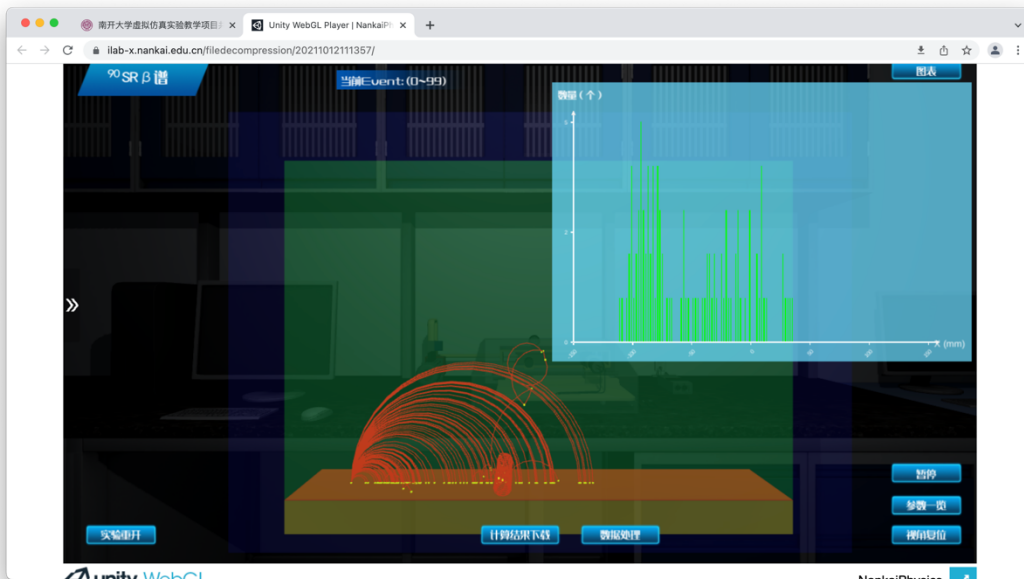 南开大学虚拟仿真实验教学项目
Unity WebGL Player | NankaiPh
ilab-x.nankai.edu.cn/filedecompression/20211012111357/
⁹⁰SR β 谱
当前Event:(0~99)
图表
数量(个)
X (mm)
暂停
参数一览
实验重开
计算结果下载
数据处理
视角复位
unity WebGL
NankaiPhysics